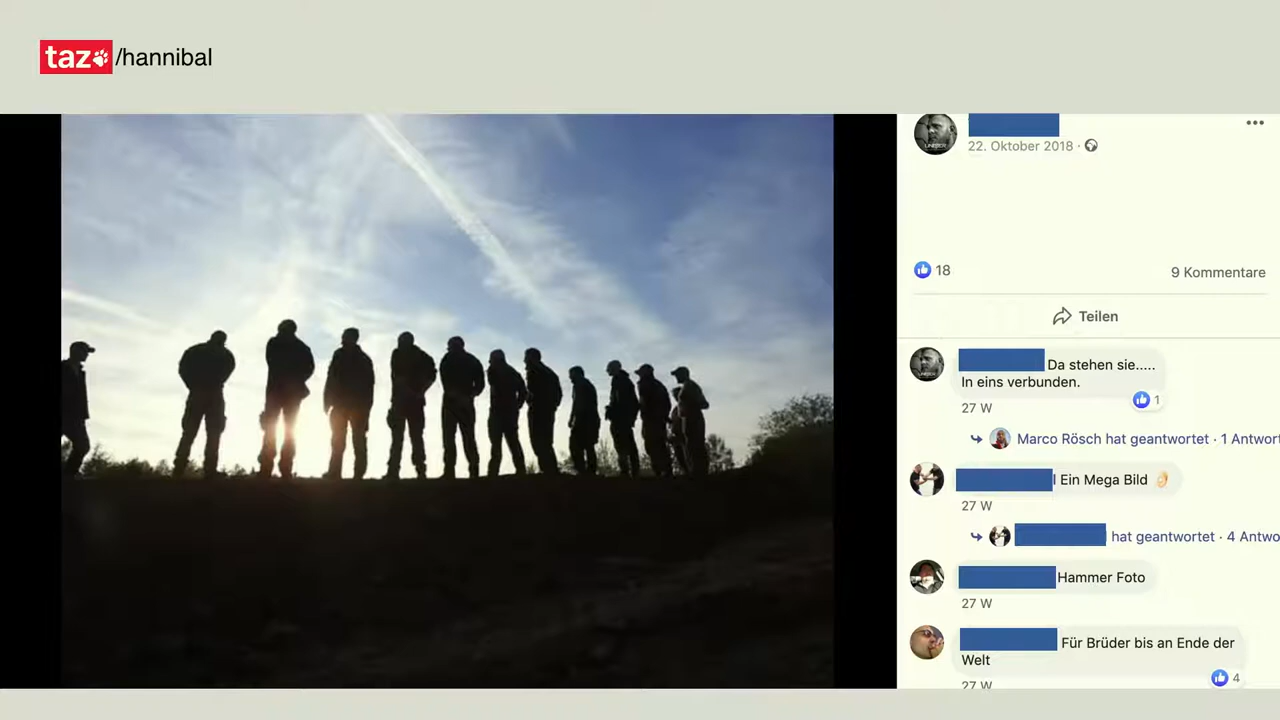 taz/hannibal
22. Oktober 2018
18
9 Kommentare
Teilen
Da stehen sie.....
In eins verbunden.
1
27 W
Marco Rösch hat geantwortet · 1 Antwort
Ein Mega Bild
27 W
hat geantwortet · 4 Antwo
Hammer Foto
27 W
Für Brüder bis an Ende der
Welt
4
27 W